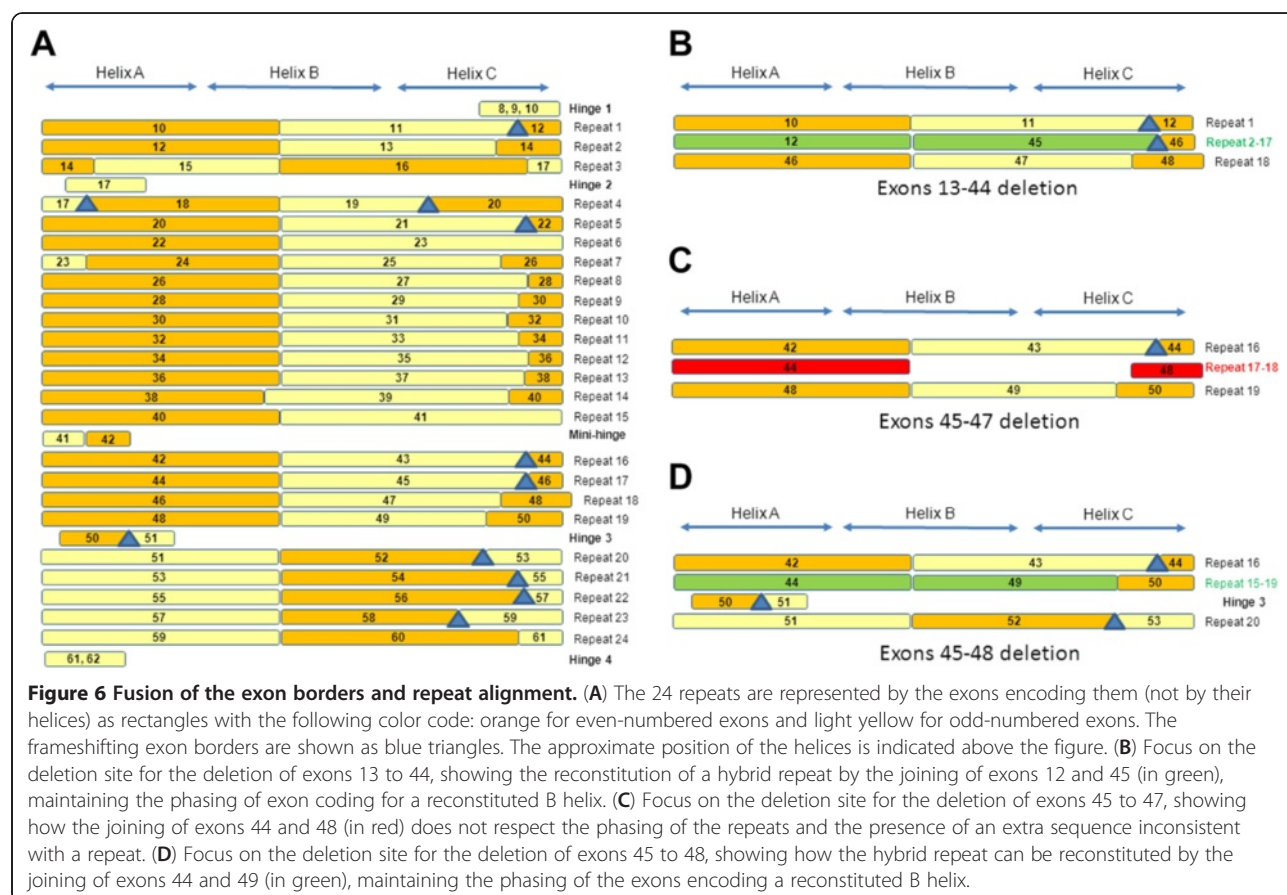 A
Helix A Helix B Helix C
8, 9, 10 Hinge 1
10 11 12 Repeat 1
12 13 14 Repeat 2
14 15 16 17 Repeat 3
17 Hinge 2
17 18 19 20 Repeat 4
20 21 22 Repeat 5
22 23 Repeat 6
23 24 25 26 Repeat 7
26 27 28 Repeat 8
28 29 30 Repeat 9
30 31 32 Repeat 10
32 33 34 Repeat 11
34 35 36 Repeat 12
36 37 38 Repeat 13
38 39 40 Repeat 14
40 41 Repeat 15
41 42 Mini-hinge
42 43 44 Repeat 16
44 45 46 Repeat 17
46 47 48 Repeat 18
48 49 50 Repeat 19
50 51 Hinge 3
51 52 53 Repeat 20
53 54 55 Repeat 21
55 56 57 Repeat 22
57 58 59 Repeat 23
59 60 61 Repeat 24
61, 62 Hinge 4
B
Helix A Helix B Helix C
10 11 12 Repeat 1
12 45 46 Repeat 2-17
46 47 48 Repeat 18
Exons 13-44 deletion
C
Helix A Helix B Helix C
42 43 44 Repeat 16
44 48 Repeat 17-18
48 49 50 Repeat 19
Exons 45-47 deletion
D
Helix A Helix B Helix C
42 43 44 Repeat 16
44 49 50 Repeat 15-19
50 51 Hinge 3
51 52 53 Repeat 20
Exons 45-48 deletion
Figure 6 Fusion of the exon borders and repeat alignment. (A) The 24 repeats are represented by the exons encoding them (not by their
helices) as rectangles with the following color code: orange for even-numbered exons and light yellow for odd-numbered exons. The
frameshifting exon borders are shown as blue triangles. The approximate position of the helices is indicated above the figure. (B) Focus on the
deletion site for the deletion of exons 13 to 44, showing the reconstitution of a hybrid repeat by the joining of exons 12 and 45 (in green),
maintaining the phasing of exon coding for a reconstituted B helix. (C) Focus on the deletion site for the deletion of exons 45 to 47, showing
how the joining of exons 44 and 48 (in red) does not respect the phasing of the repeats and the presence of an extra sequence inconsistent
with a repeat. (D) Focus on the deletion site for the deletion of exons 45 to 48, showing how the hybrid repeat can be reconstituted by the
joining of exons 44 and 49 (in green), maintaining the phasing of the exons encoding a reconstituted B helix.